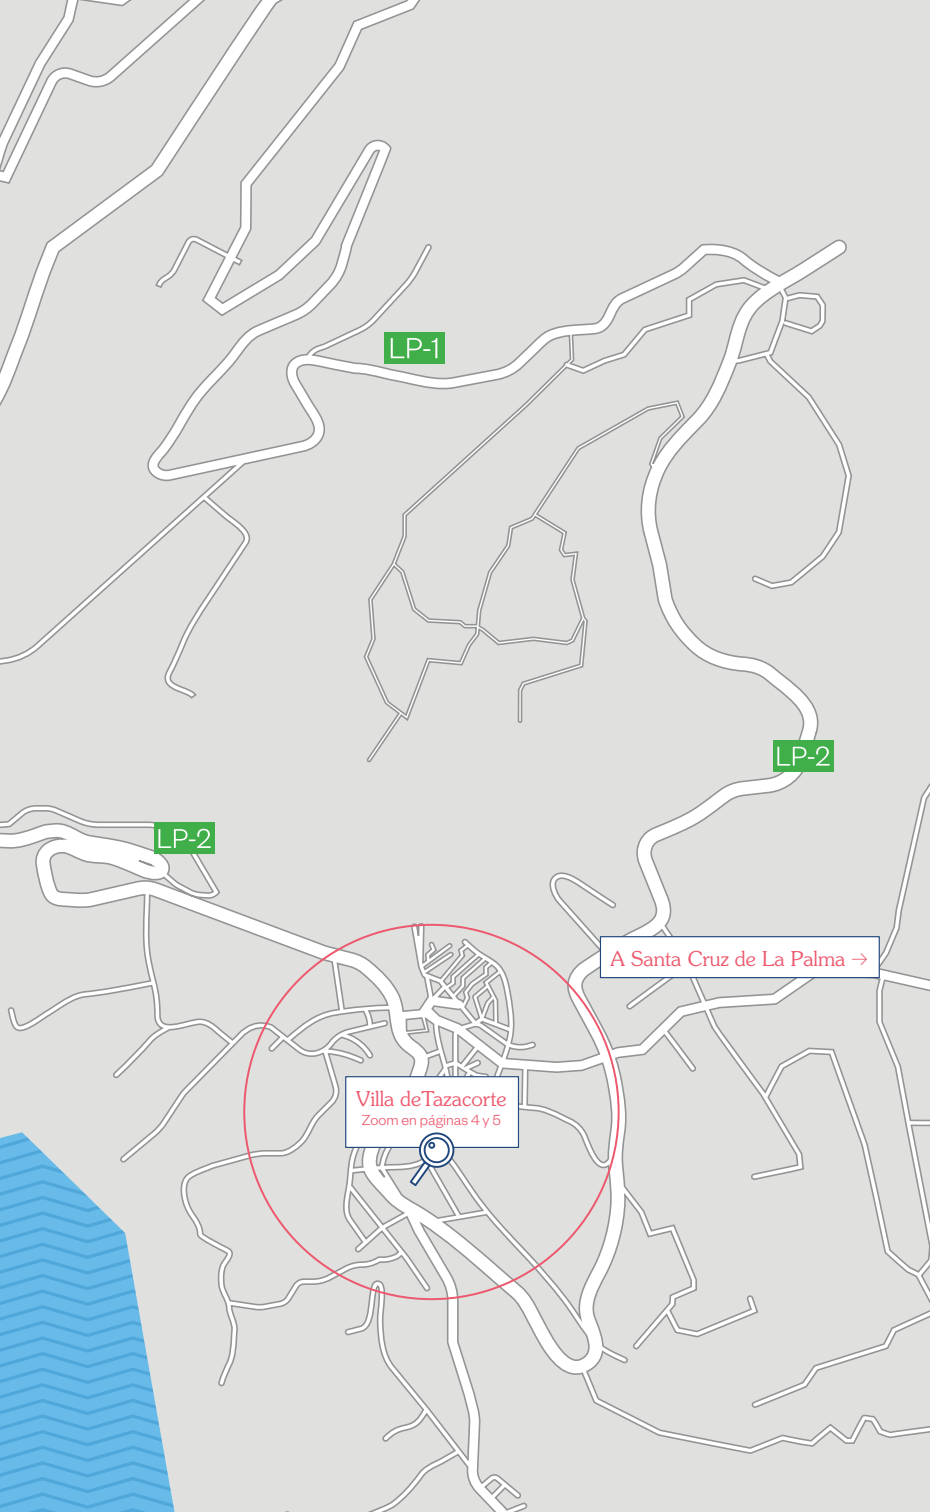 LP-1
LP-2
LP-2
A Santa Cruz de La Palma →
Villa deTazacorte
Zoom en páginas 4 y 5